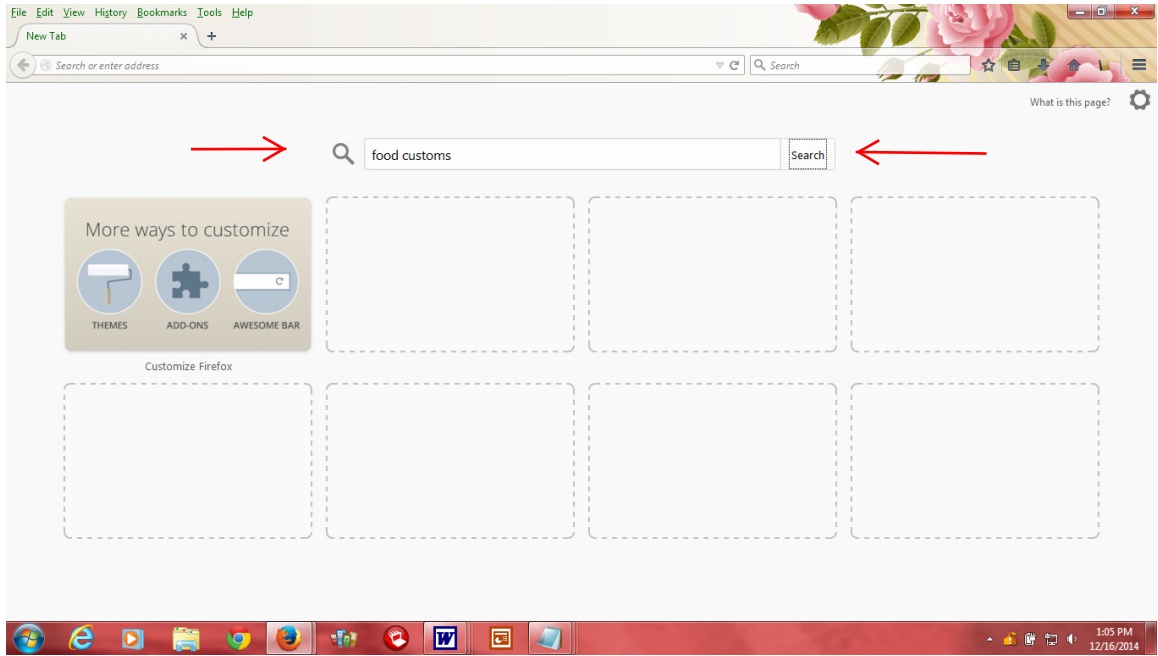 File Edit View History Bookmarks Tools Help
New Tab
Search or enter address
Search
What is this page?
food customs
Search
More ways to customize
THEMES ADD-ONS AWESOME BAR
Customize Firefox
1:05 PM
12/16/2014